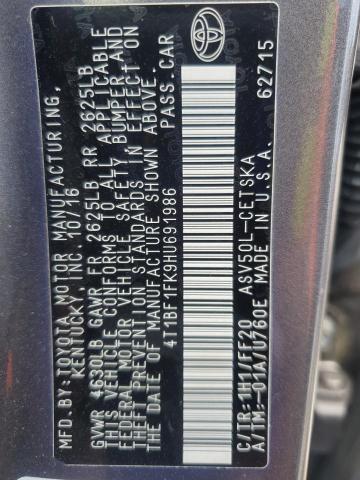 MFD.BY:TOYOTA MOTOR MANUFACTURING,
KENTUCKY, INC. 10/16
GVWR 4630LB GAWR FR 2625LB RR 2625LB
THIS VEHICLE CONFORMS TO ALL APPLICABLE
FEDERAL MOTOR VEHICLE SAFETY, BUMPER, AND
THEFT PREVENTION STANDARDS IN EFFECT ON
THE DATE OF MANUFACTURE SHOWN ABOVE.
4T1BF1FK9HU691986 PASS. CAR
C/TR:1H1/FF20 ASV50L-CETSKA
A/TM:-01A/U760E MADE IN U.S.A. 62715